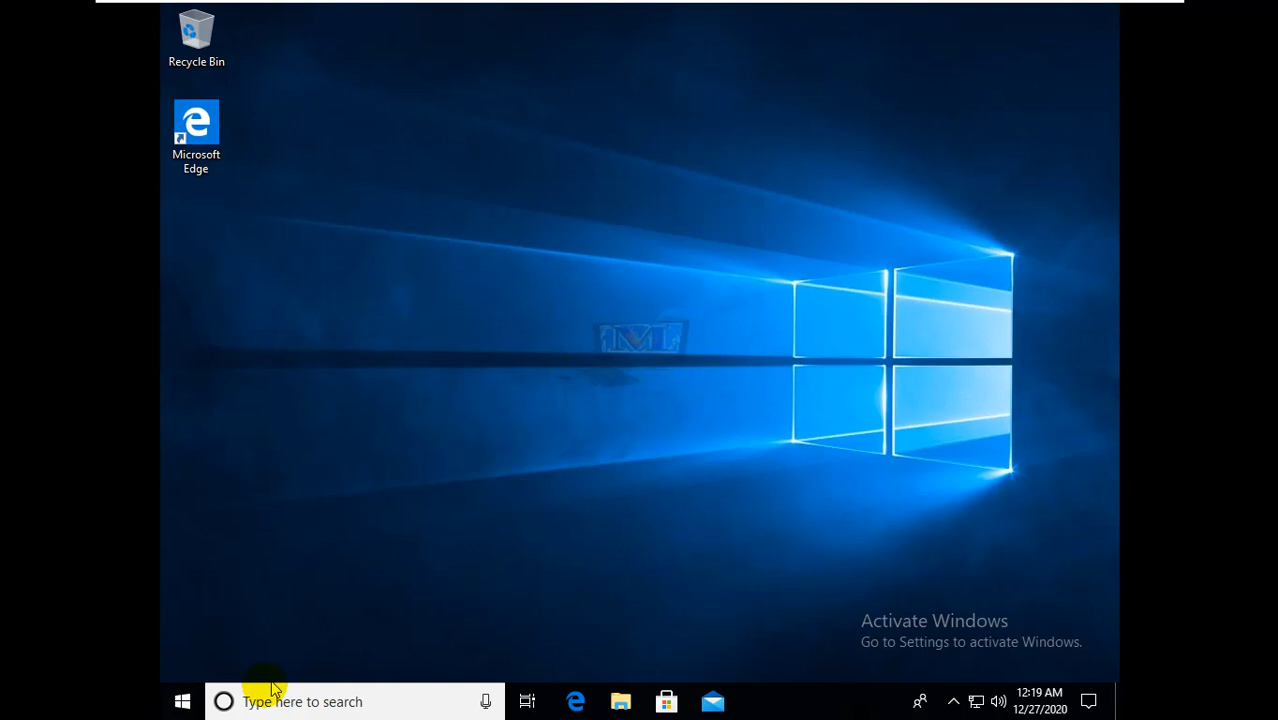 Recycle Bin
Microsoft
Edge
Activate Windows
Go to Settings to activate Windows.
Type here to search
12:19 AM
12/27/2020